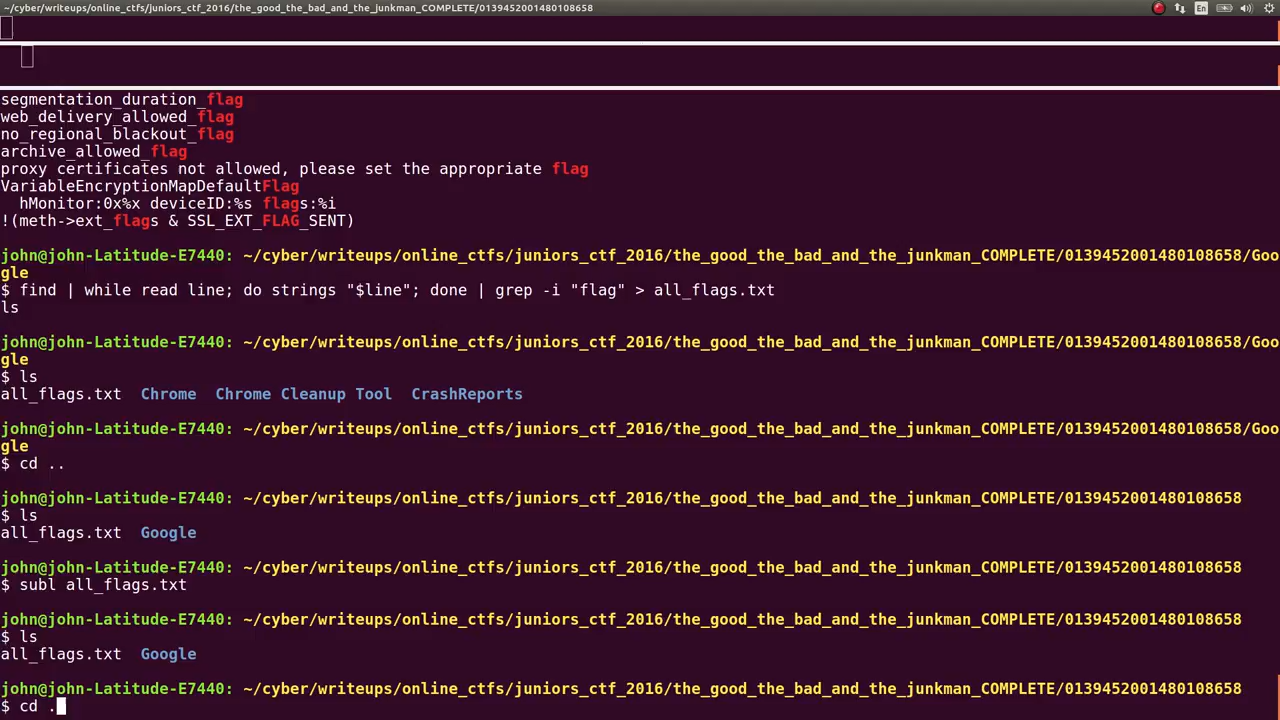 ~/cyber/writeups/online_ctfs/juniors_ctf_2016/the_good_the_bad_and_the_junkman_COMPLETE/0139452001480108658
En
segmentation_duration_flag
web_delivery_allowed_flag
no_regional_blackout_flag
archive_allowed_flag
proxy certificates not allowed, please set the appropriate flag
VariableEncryptionMapDefaultFlag
  hMonitor:0x%x deviceID:%s flags:%i
!(meth->ext_flags & SSL_EXT_FLAG_SENT)
john@john-Latitude-E7440: ~/cyber/writeups/online_ctfs/juniors_ctf_2016/the_good_the_bad_and_the_junkman_COMPLETE/0139452001480108658/Goo
gle
$ find | while read line; do strings "$line"; done | grep -i "flag" > all_flags.txt
ls
john@john-Latitude-E7440: ~/cyber/writeups/online_ctfs/juniors_ctf_2016/the_good_the_bad_and_the_junkman_COMPLETE/0139452001480108658/Goo
gle
$ ls
all_flags.txt  Chrome  Chrome Cleanup Tool  CrashReports
john@john-Latitude-E7440: ~/cyber/writeups/online_ctfs/juniors_ctf_2016/the_good_the_bad_and_the_junkman_COMPLETE/0139452001480108658/Goo
gle
$ cd ..
john@john-Latitude-E7440: ~/cyber/writeups/online_ctfs/juniors_ctf_2016/the_good_the_bad_and_the_junkman_COMPLETE/0139452001480108658
$ ls
all_flags.txt  Google
john@john-Latitude-E7440: ~/cyber/writeups/online_ctfs/juniors_ctf_2016/the_good_the_bad_and_the_junkman_COMPLETE/0139452001480108658
$ subl all_flags.txt
john@john-Latitude-E7440: ~/cyber/writeups/online_ctfs/juniors_ctf_2016/the_good_the_bad_and_the_junkman_COMPLETE/0139452001480108658
$ ls
all_flags.txt  Google
john@john-Latitude-E7440: ~/cyber/writeups/online_ctfs/juniors_ctf_2016/the_good_the_bad_and_the_junkman_COMPLETE/0139452001480108658
$ cd .